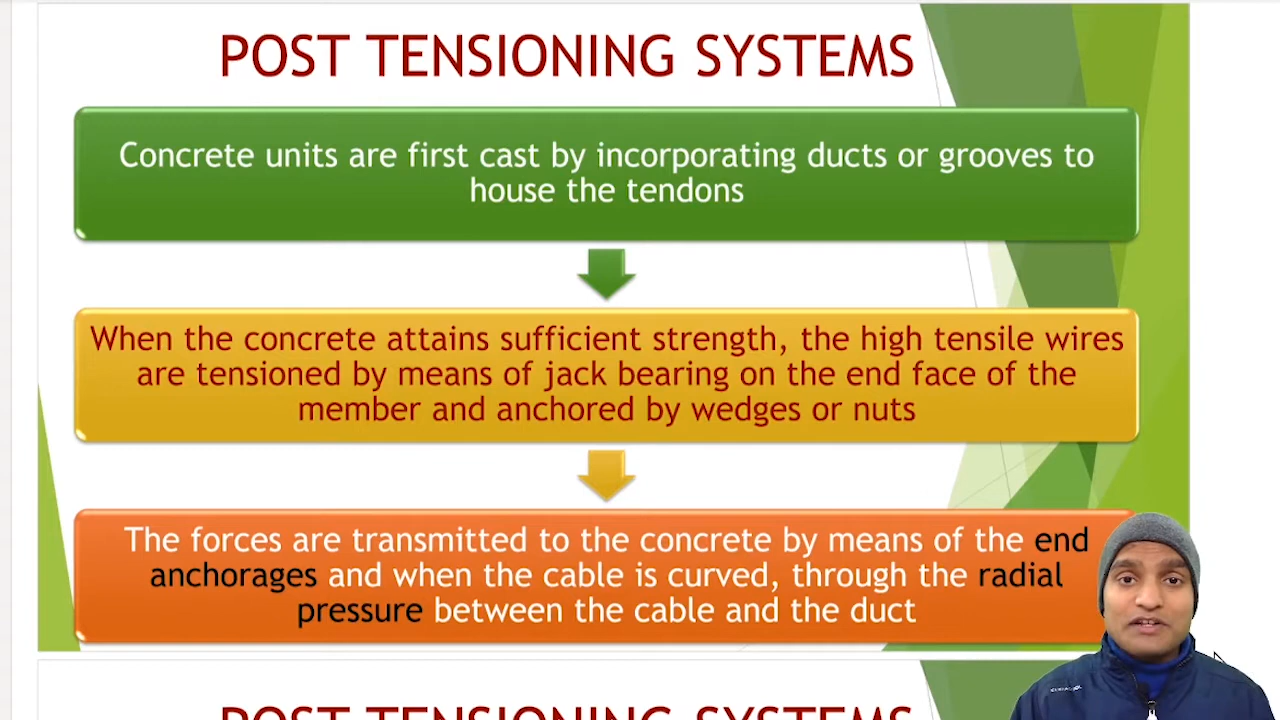 POST TENSIONING SYSTEMS
Concrete units are first cast by incorporating ducts or grooves to
house the tendons
When the concrete attains sufficient strength, the high tensile wires
are tensioned by means of jack bearing on the end face of the
member and anchored by wedges or nuts
The forces are transmitted to the concrete by means of the end
anchorages and when the cable is curved, through the radial
pressure between the cable and the duct
POST TENSIONING SYSTEMS